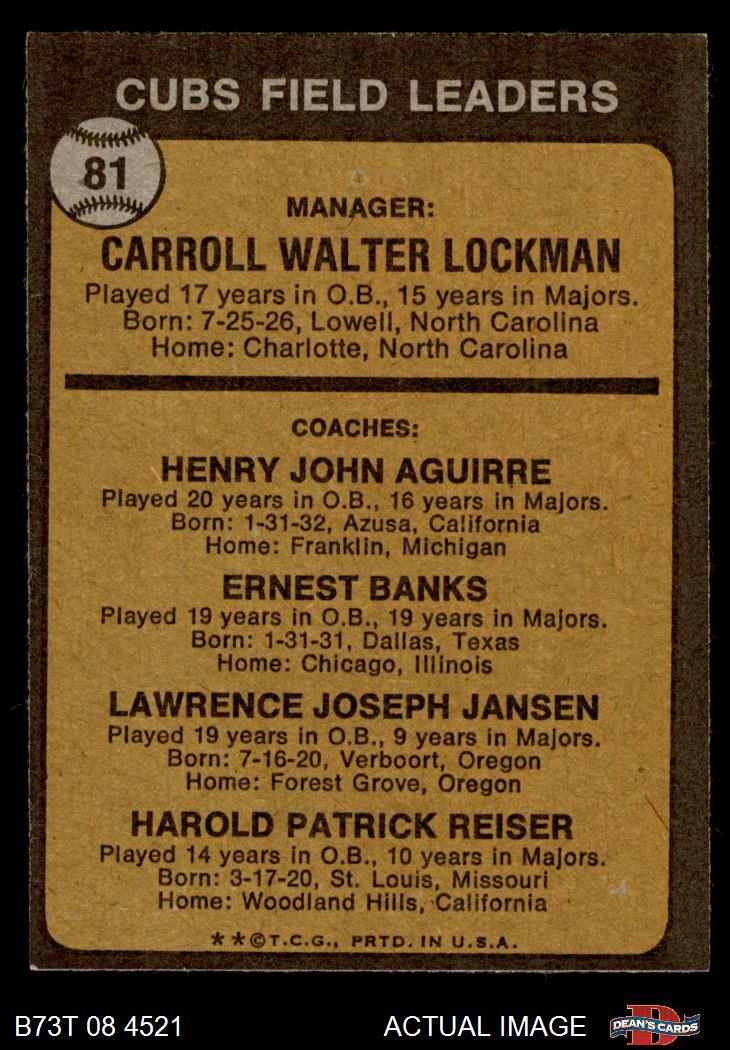 CUBS FIELD LEADERS
81
MANAGER:
CARROLL WALTER LOCKMAN
Played 17 years in O.B., 15 years in Majors.
Born: 7-25-26, Lowell, North Carolina
Home: Charlotte, North Carolina
COACHES:
HENRY JOHN AGUIRRE
Played 20 years in O.B., 16 years in Majors.
Born: 1-31-32, Azusa, California
Home: Franklin, Michigan
ERNEST BANKS
Played 19 years in O.B., 19 years in Majors.
Born: 1-31-31, Dallas, Texas
Home: Chicago, Illinois
LAWRENCE JOSEPH JANSEN
Played 19 years in O.B., 9 years in Majors.
Born: 7-16-20, Verboort, Oregon
Home: Forest Grove, Oregon
HAROLD PATRICK REISER
Played 14 years in O.B., 10 years in Majors.
Born: 3-17-20, St. Louis, Missouri
Home: Woodland Hills, California
**©T.C.G., PRTD. IN U.S.A.
B73T 08 4521 ACTUAL IMAGE DEAN'S CARDS